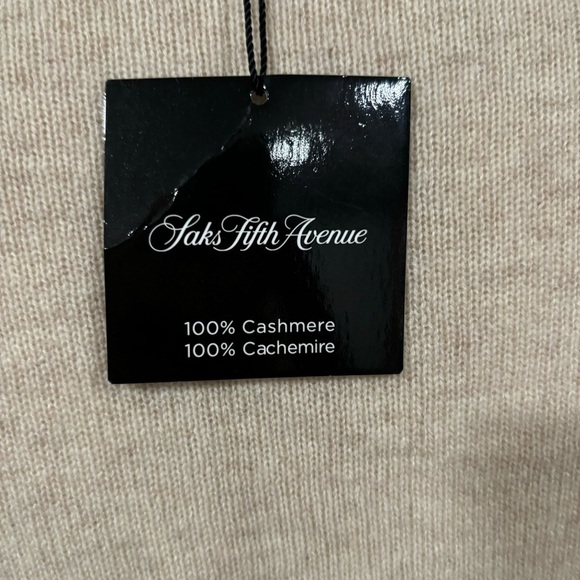 Saks Fifth Avenue
100% Cashmere
100% Cachemire